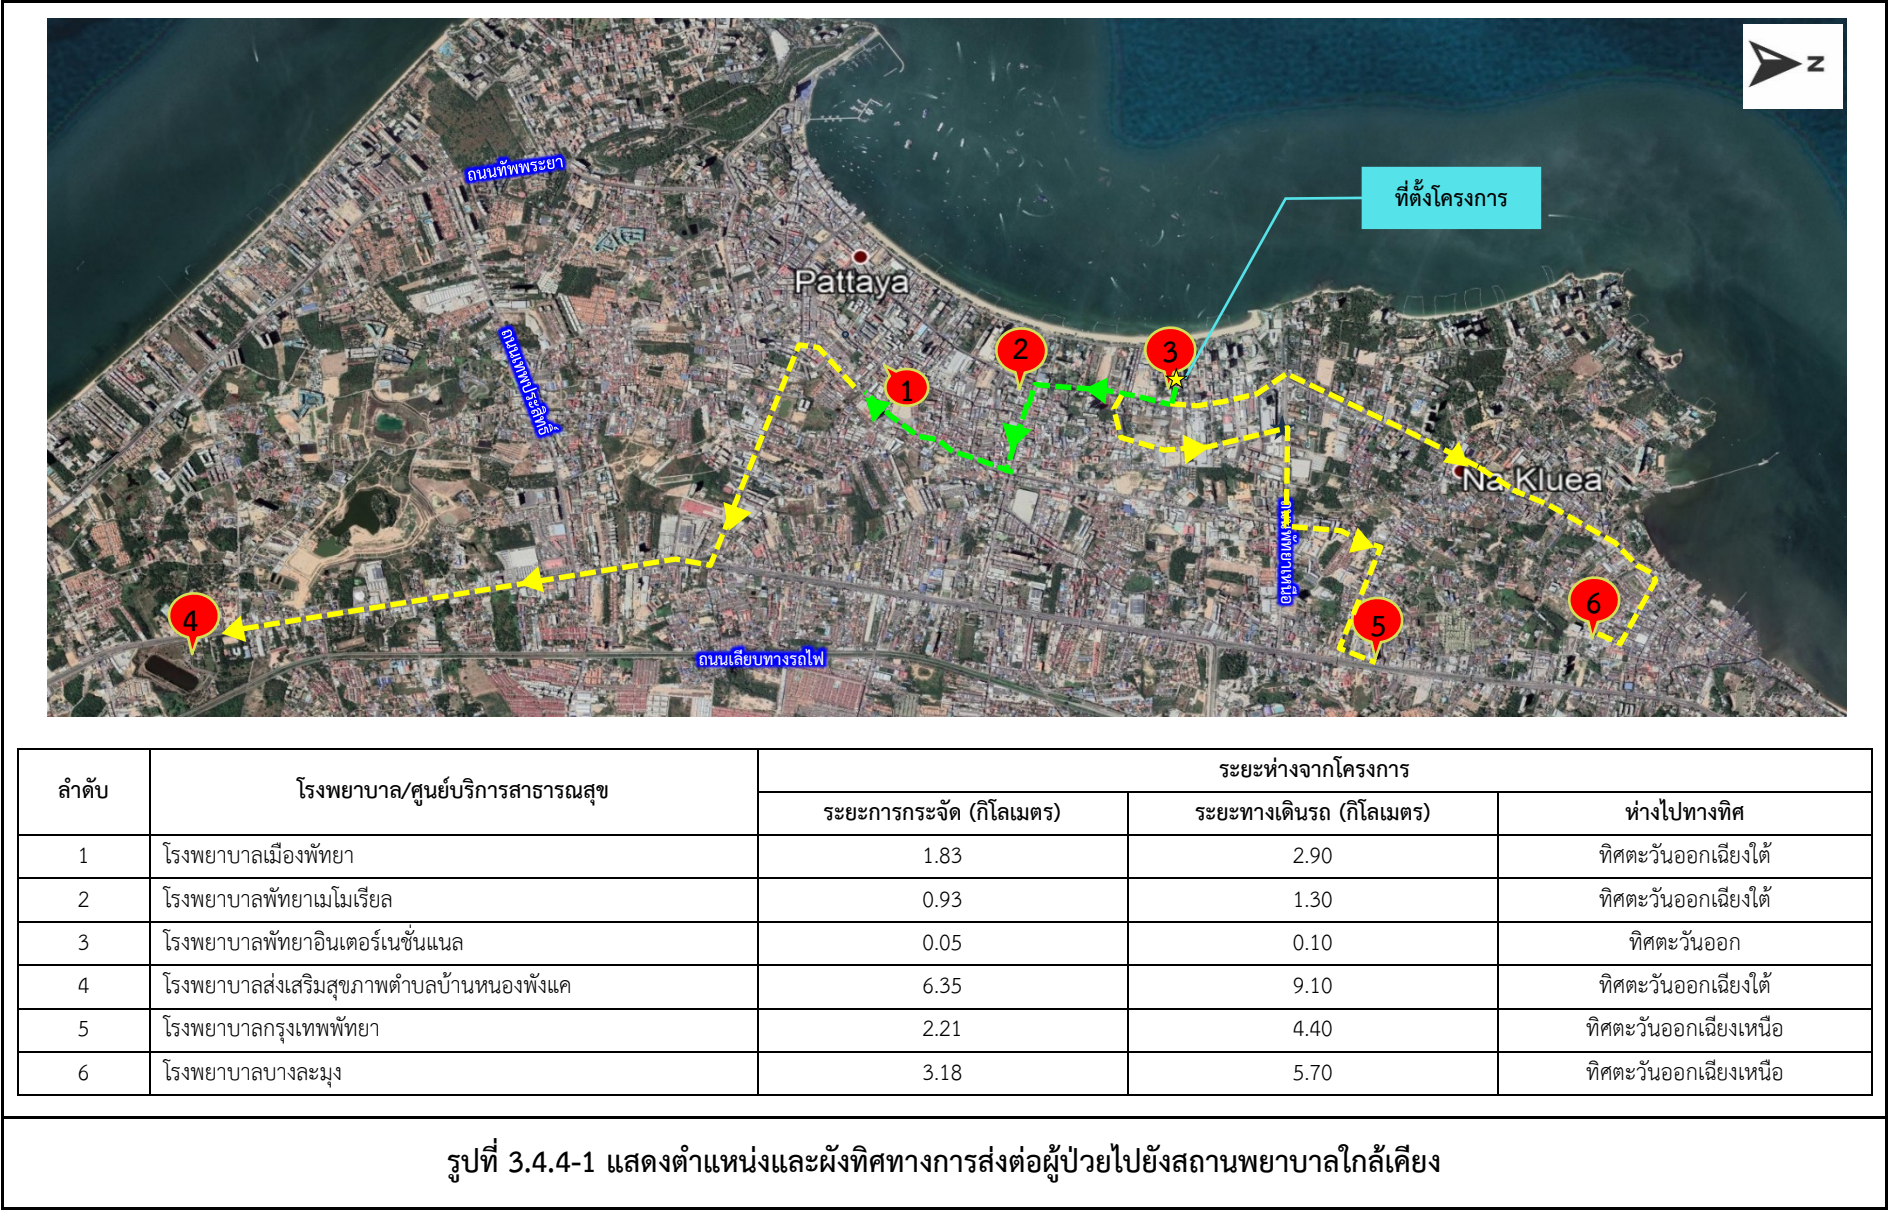 Z
ถนนทัพพระยา
ที่ตั้งโครงการ
Pattaya
ถนนเทพประสิทธิ์
2
3
1
Na Kluea
ถนนพัทยาเหนือ
4
5
6
ถนนเลียบทางรถไฟ
ลำดับ โรงพยาบาล/ศูนย์บริการสาธารณสุข ระยะห่างจากโครงการ
ระยะการกระจัด (กิโลเมตร) ระยะทางเดินรถ (กิโลเมตร) ห่างไปทางทิศ
1 โรงพยาบาลเมืองพัทยา 1.83 2.90 ทิศตะวันออกเฉียงใต้
2 โรงพยาบาลพัทยาเมโมเรียล 0.93 1.30 ทิศตะวันออกเฉียงใต้
3 โรงพยาบาลพัทยาอินเตอร์เนชั่นแนล 0.05 0.10 ทิศตะวันออก
4 โรงพยาบาลส่งเสริมสุขภาพตำบลบ้านหนองพังแค 6.35 9.10 ทิศตะวันออกเฉียงใต้
5 โรงพยาบาลกรุงเทพพัทยา 2.21 4.40 ทิศตะวันออกเฉียงเหนือ
6 โรงพยาบาลบางละมุง 3.18 5.70 ทิศตะวันออกเฉียงเหนือ
รูปที่ 3.4.4-1 แสดงตำแหน่งและผังทิศทางการส่งต่อผู้ป่วยไปยังสถานพยาบาลใกล้เคียง